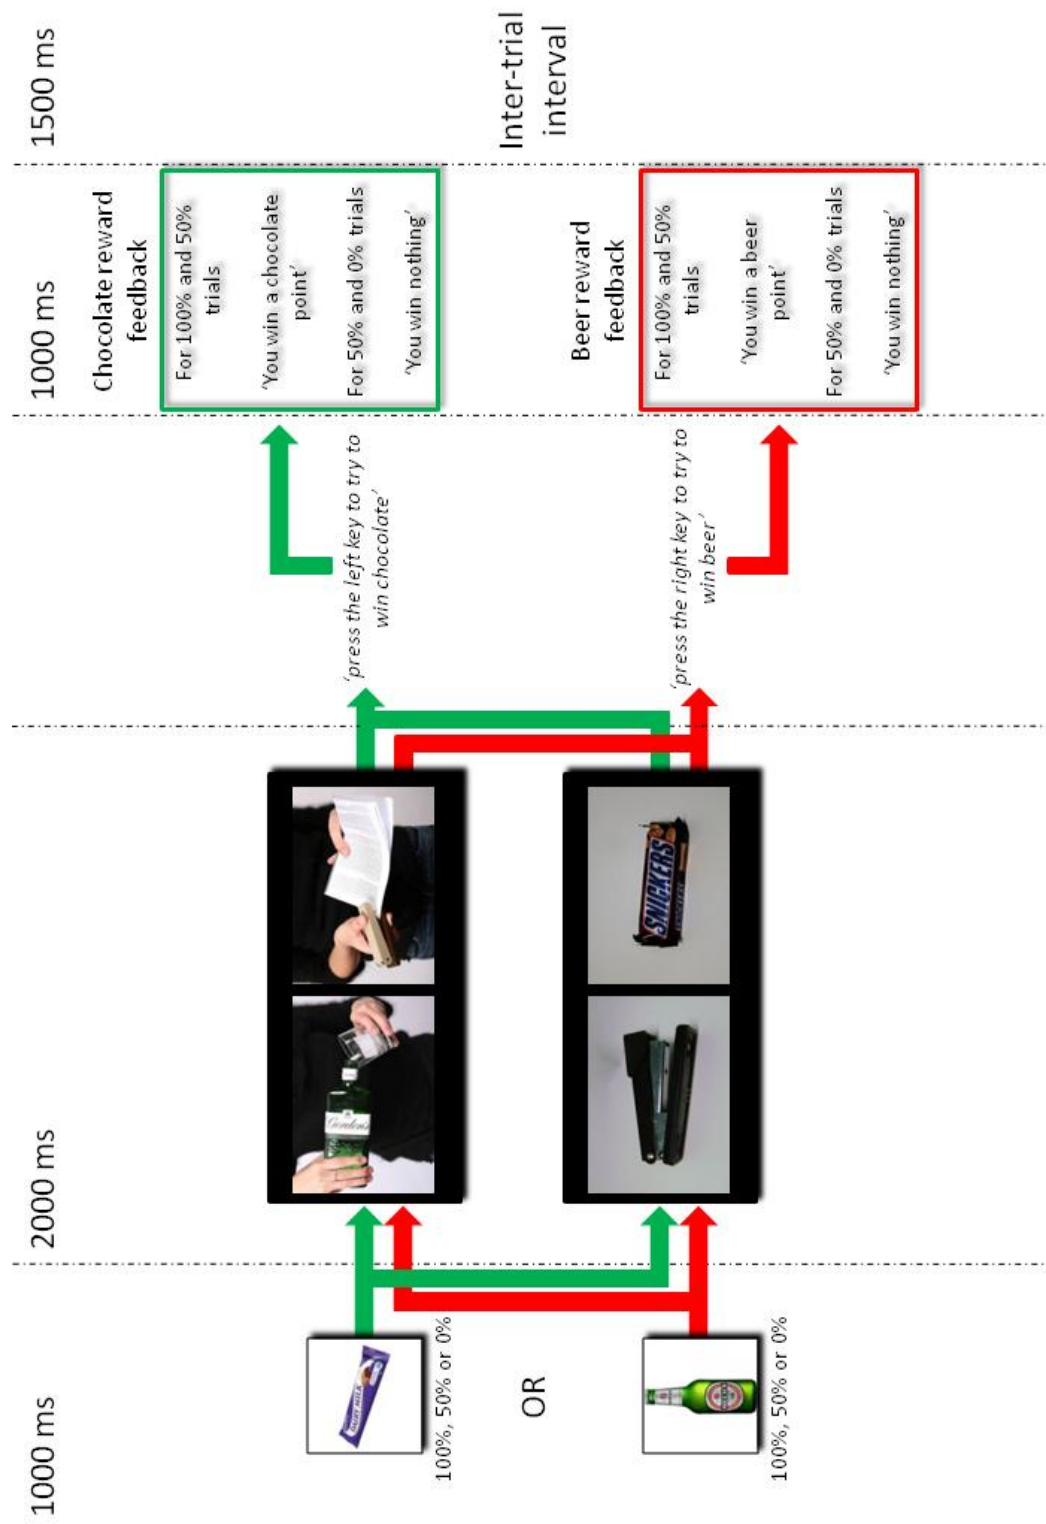 1000 ms
2000 ms
1000 ms
1500 ms
100%, 50% or 0%
OR
100%, 50% or 0%
Gordon's
SNICKERS
'press the left key to try to
win chocolate'
'press the right key to try to
win beer'
Chocolate reward
feedback
For 100% and 50%
trials
'You win a chocolate
point'
For 50% and 0% trials
'You win nothing'
Beer reward
feedback
For 100% and 50%
trials
'You win a beer
point'
For 50% and 0% trials
'You win nothing'
Inter-trial
interval
DAIRY MILK